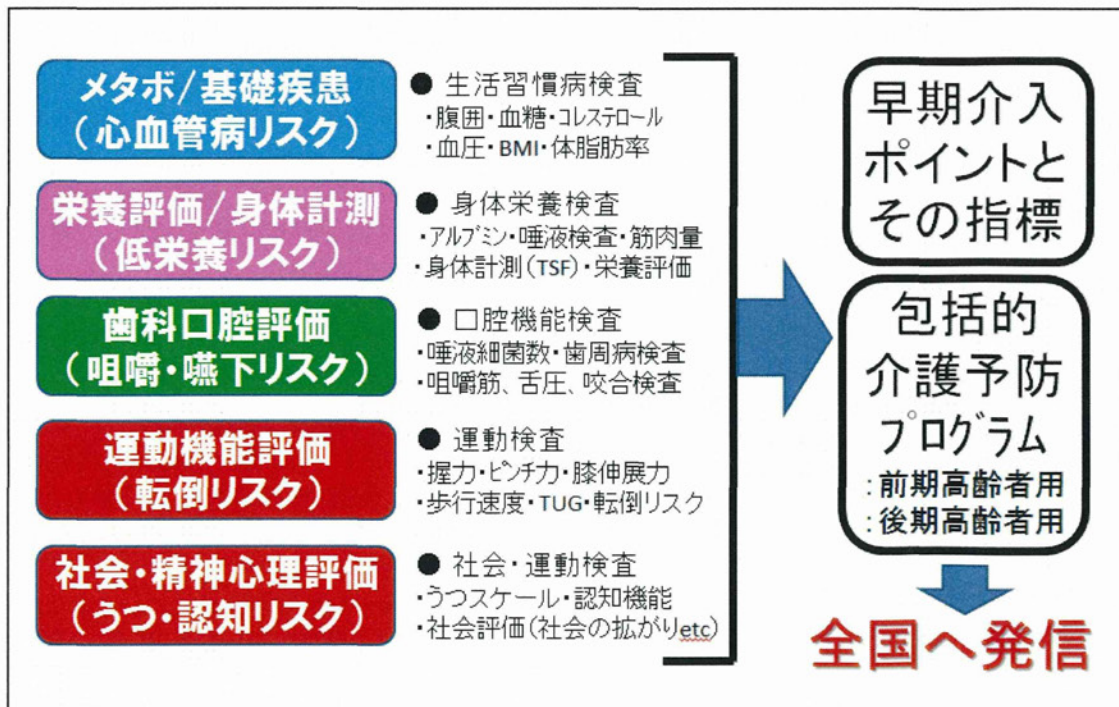 メタボ/基礎疾患
(心血管病リスク)
● 生活習慣病検査
・腹囲・血糖・コレステロール
・血圧・BMI・体脂肪率
栄養評価/身体計測
(低栄養リスク)
● 身体栄養検査
・アルブミン・唾液検査・筋肉量
・身体計測(TSF)・栄養評価
歯科口腔評価
(咀嚼・嚥下リスク)
● 口腔機能検査
・唾液細菌数・歯周病検査
・咀嚼筋、舌圧、咬合検査
運動機能評価
(転倒リスク)
● 運動検査
・握力・ピンチ力・膝伸展力
・歩行速度・TUG・転倒リスク
社会・精神心理評価
(うつ・認知リスク)
● 社会・運動検査
・うつスケール・認知機能
・社会評価(社会の拡がりetc)
早期介入
ポイントと
その指標
包括的
介護予防
プログラム
:前期高齢者用
:後期高齢者用
全国へ発信